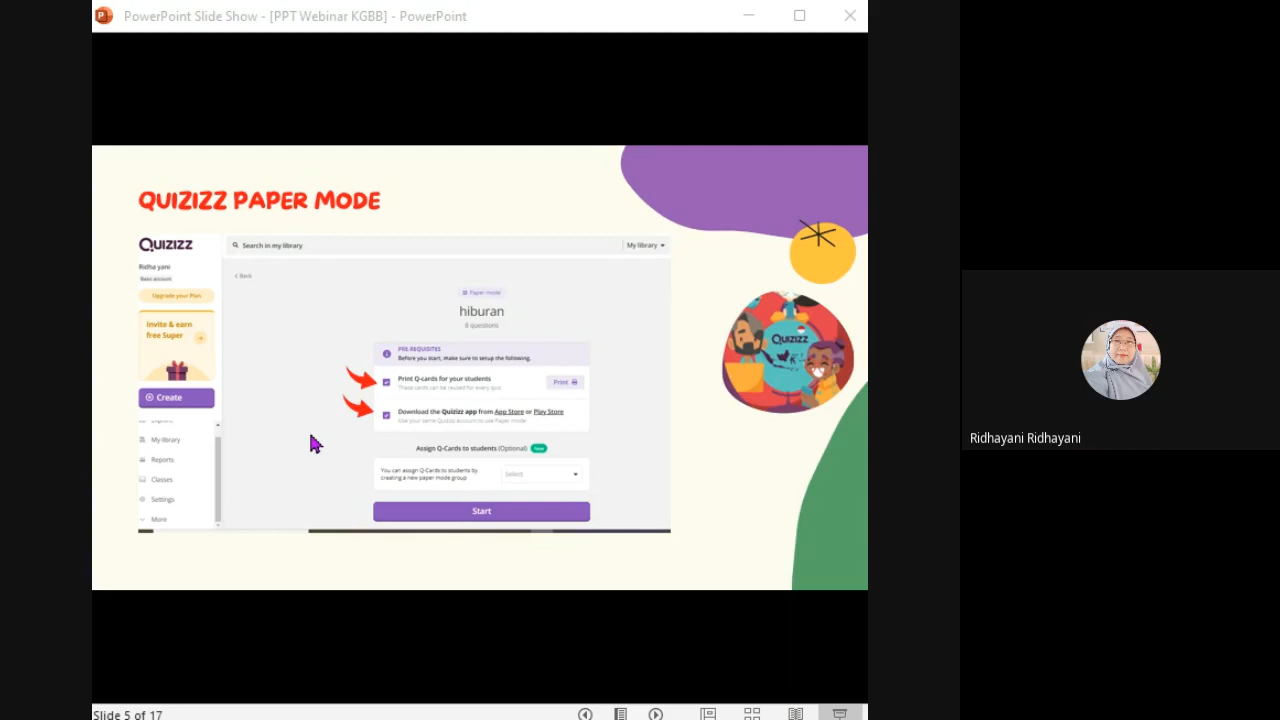 PowerPoint Slide Show - [PPT Webinar KGBB] - PowerPoint
QUIZIZZ PAPER MODE
QUIZIZZ
Search in my library
My library
Ridha yani
Basic account
Upgrade your Plan
Invite & earn
free Super
Create
Explore
My library
Reports
Classes
Settings
More
< Back
Paper mode
hiburan
8 questions
PRE-REQUISITES
Before you start, make sure to setup the following.
Print Q-cards for your students
These cards can be reused for every quiz
Print
Download the Quizizz app from App Store or Play Store
Use your same Quizizz account to use Paper mode
Assign Q-Cards to students (Optional) New
You can assign Q-Cards to students by
creating a new paper mode group
Select
Start
QUIZIZZ
Ridhayani Ridhayani
Slide 5 of 17